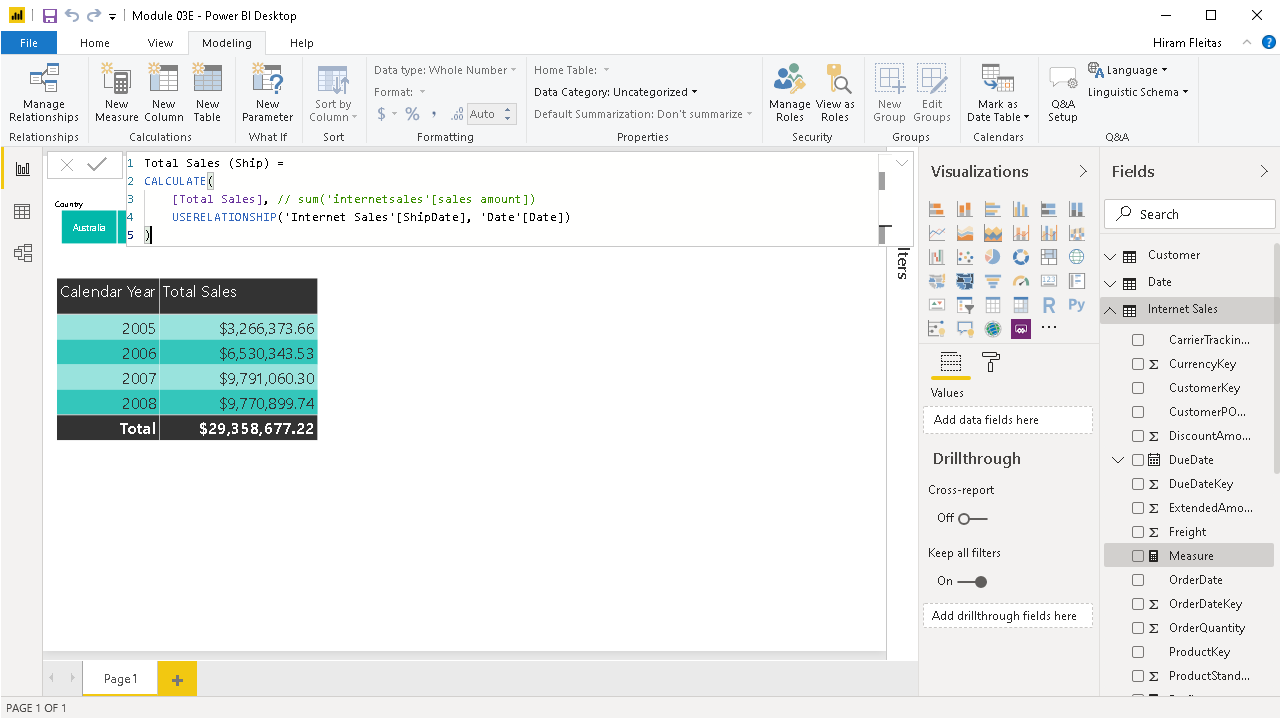 Module 03E - Power BI Desktop
File
Home
View
Modeling
Help
Hiram Fleitas
Manage
Relationships
New
Measure
New
Column
New
Table
New
Parameter
Sort by
Column
Data type: Whole Number
Format:
$ % , .00 Auto
Home Table:
Data Category: Uncategorized
Default Summarization: Don't summarize
Manage
Roles
View as
Roles
New
Group
Edit
Groups
Mark as
Date Table
Q&A
Setup
Language
Linguistic Schema
Relationships
Calculations
What If
Sort
Formatting
Properties
Security
Groups
Calendars
Q&A
1 Total Sales (Ship) =
2 CALCULATE(
3 [Total Sales], // sum('internetsales'[sales amount])
4 USERELATIONSHIP('Internet Sales'[ShipDate], 'Date'[Date])
5 )
Country
Australia
Calendar Year Total Sales
2005 $3,266,373.66
2006 $6,530,343.53
2007 $9,791,060.30
2008 $9,770,899.74
Total $29,358,677.22
lters
Visualizations
R
Py
Values
Add data fields here
Drillthrough
Cross-report
Off
Keep all filters
On
Add drillthrough fields here
Fields
Search
Customer
Date
Internet Sales
CarrierTrackin...
CurrencyKey
CustomerKey
CustomerPO...
DiscountAmo...
DueDate
DueDateKey
ExtendedAmo...
Freight
Measure
OrderDate
OrderDateKey
OrderQuantity
ProductKey
ProductStand...
Page1
PAGE 1 OF 1